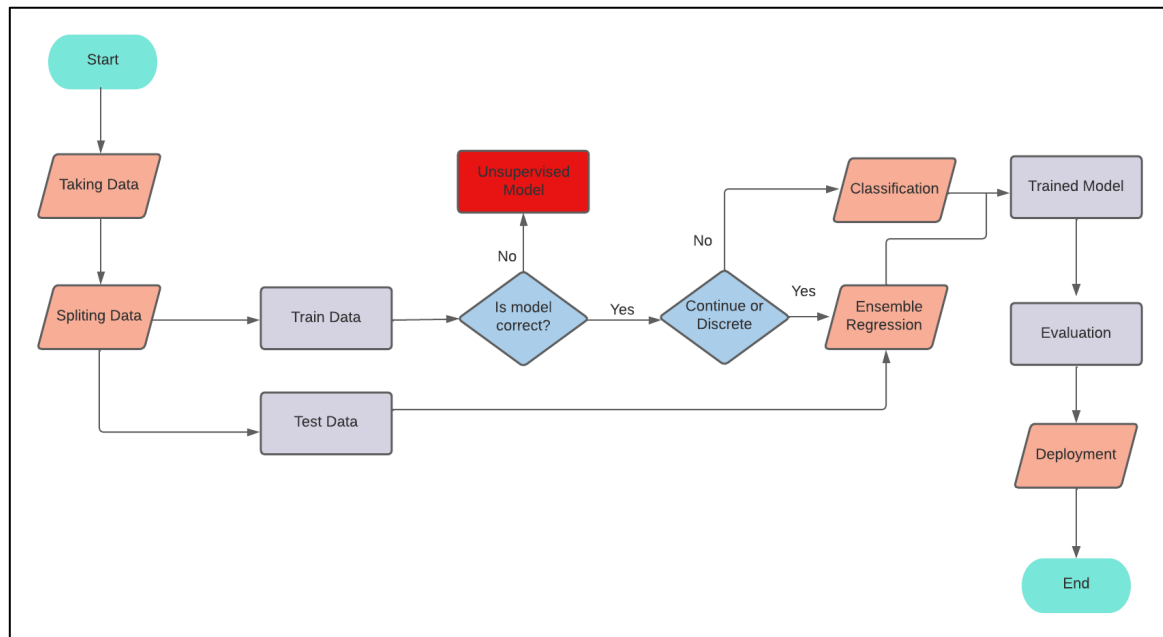 Start
Taking Data
Spliting Data
Train Data
Test Data
Unsupervised
Model
No
Is model
correct?
Yes
No
Continue or
Discrete
Yes
Classification
Ensemble
Regression
Trained Model
Evaluation
Deployment
End